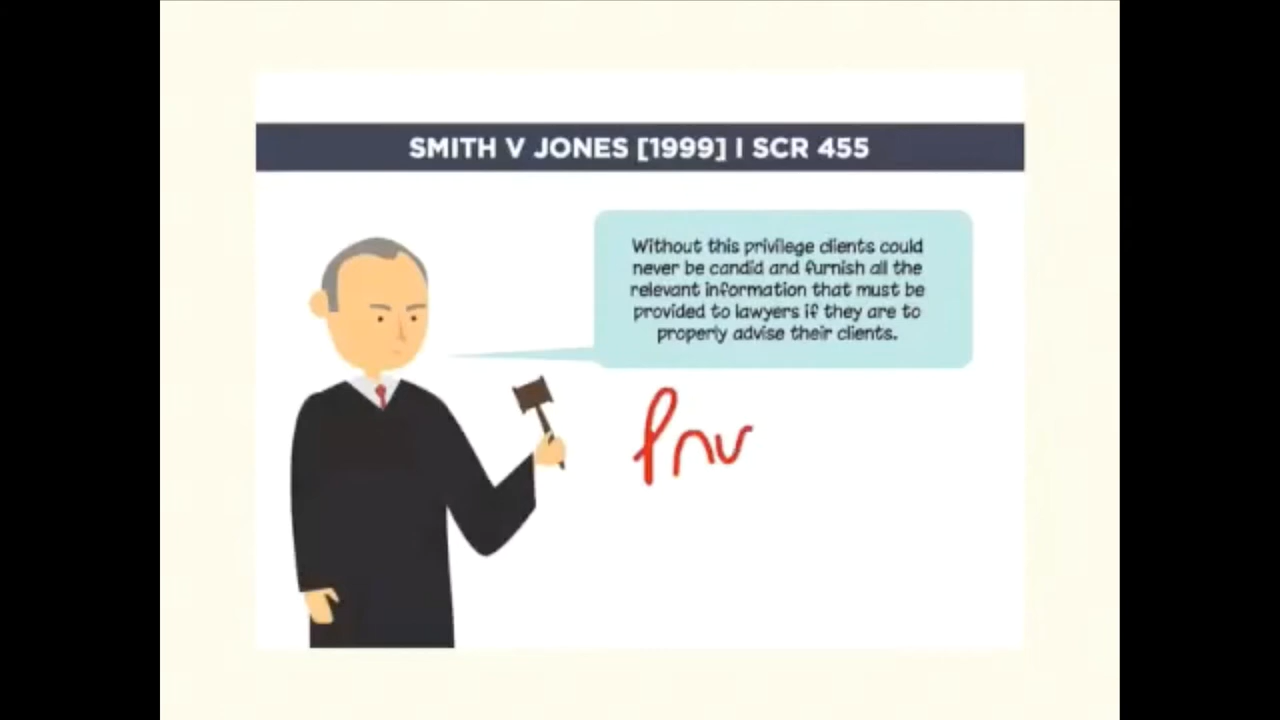 SMITH V JONES [1999] I SCR 455
Without this privilege clients could
never be candid and furnish all the
relevant information that must be
provided to lawyers if they are to
properly advise their clients.
Priv